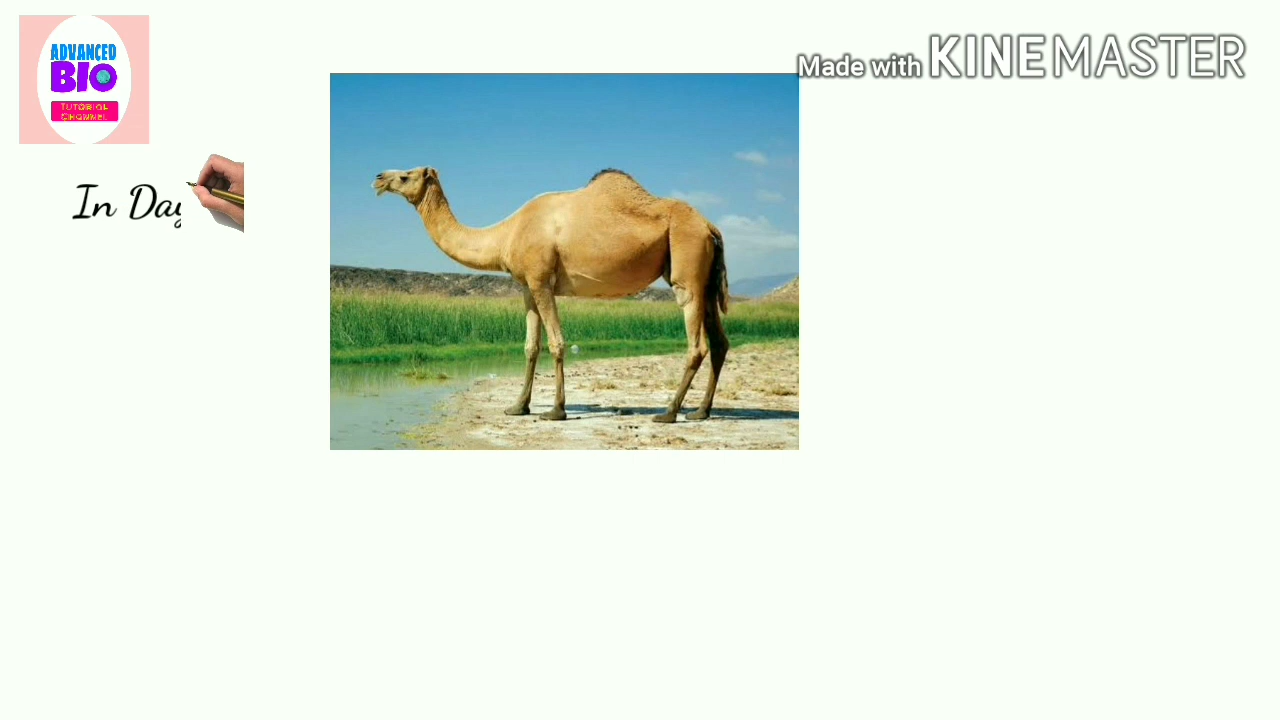 ADVANCED
BIO
TUTORIAL
CHANNEL
Made with KINEMASTER
In Day